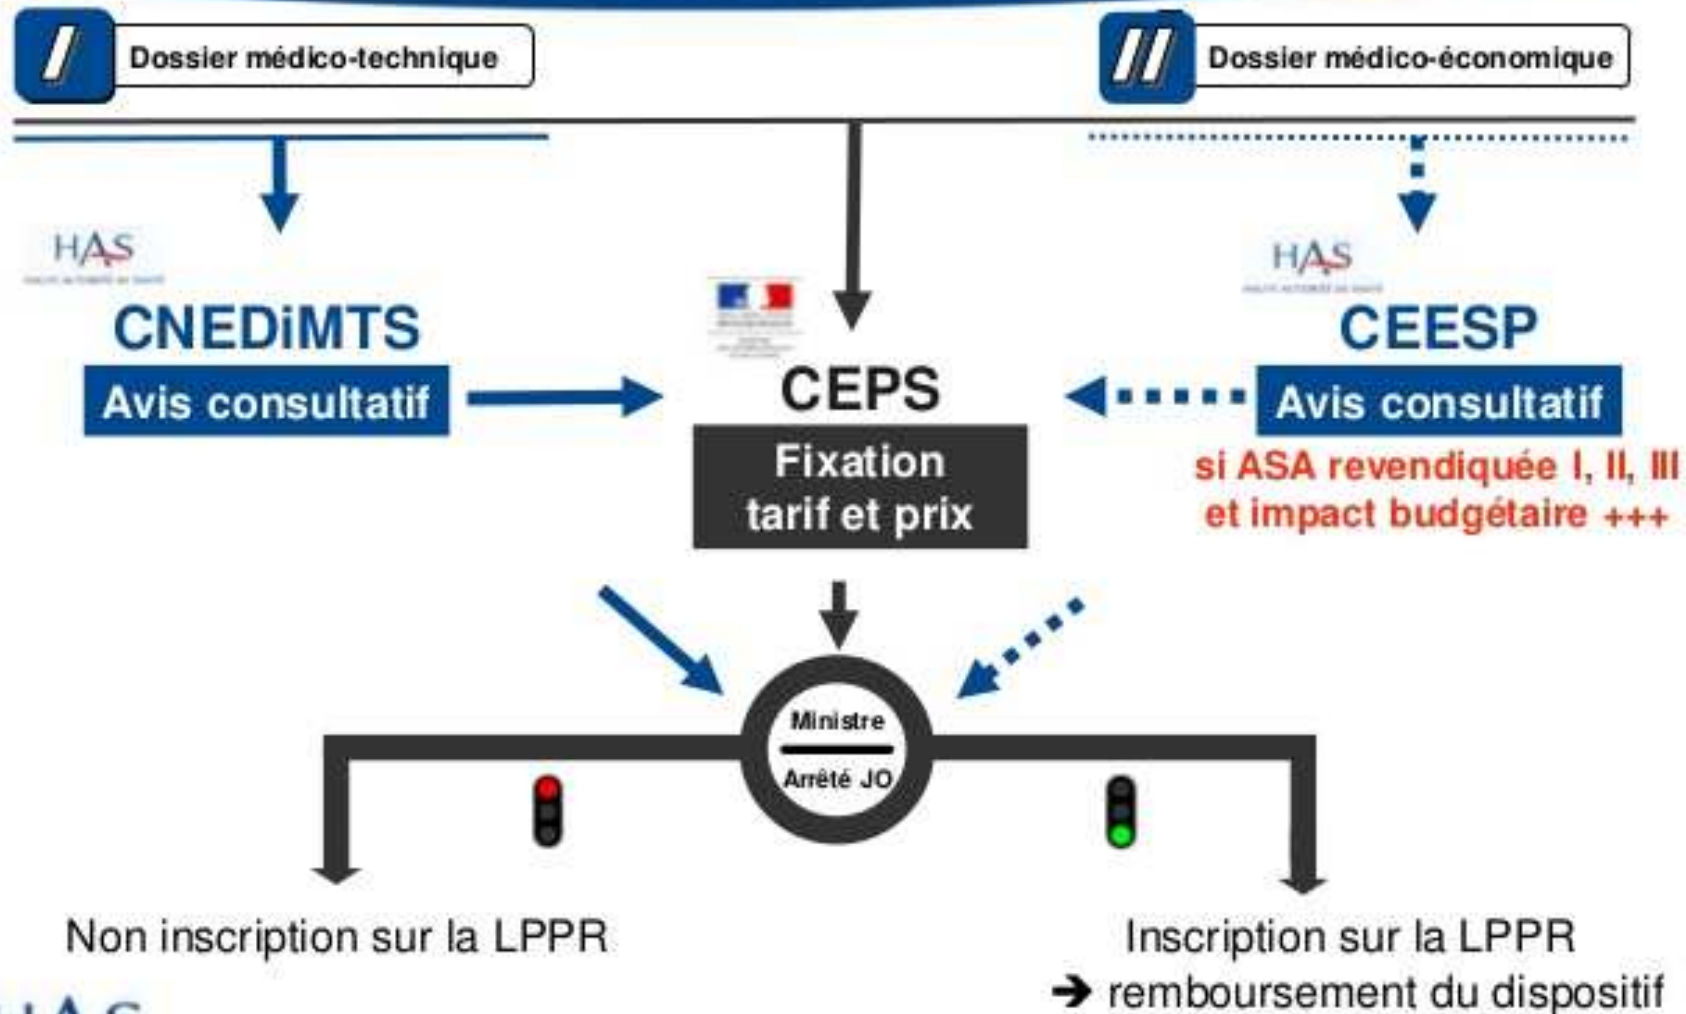 I
Dossier médico-technique
II
Dossier médico-économique
HAS
HAS
CNEDiMTS
CEESP
Avis consultatif
CEPS
Avis consultatif
Fixation
tarif et prix
si ASA revendiquée I, II, III
et impact budgétaire +++
Ministre
Arrêté JO
Non inscription sur la LPPR
Inscription sur la LPPR
➔ remboursement du dispositif
HAS